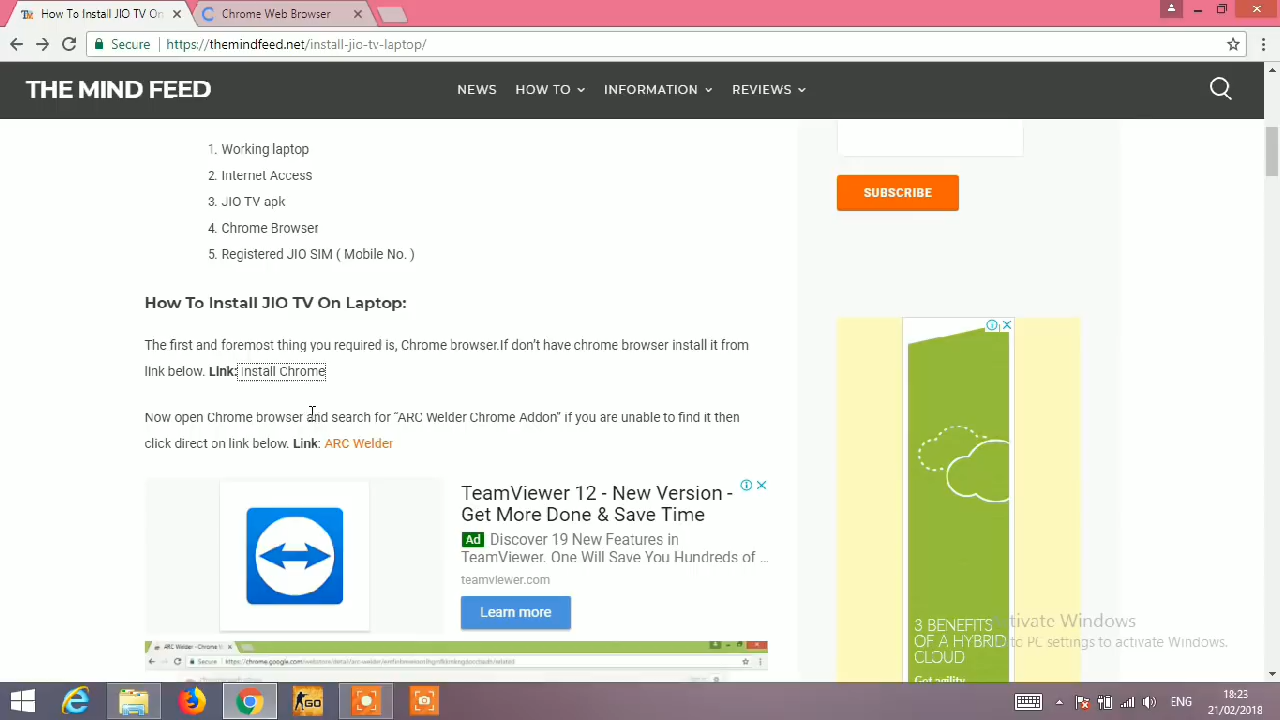 How To Install JIO TV On
Chrome Browser
Secure
https://themindfeed.net/install-jio-tv-laptop/
THE MIND FEED
NEWS
HOW TO
INFORMATION
REVIEWS
1. Working laptop
2. Internet Access
3. JIO TV apk
4. Chrome Browser
5. Registered JIO SIM ( Mobile No. )
SUBSCRIBE
How To Install JIO TV On Laptop:
The first and foremost thing you required is, Chrome browser.If don't have chrome browser install it from
link below. Link: Install Chrome
Now open Chrome browser and search for “ARC Welder Chrome Addon” if you are unable to find it then
click direct on link below. Link: ARC Welder
TeamViewer 12 - New Version -
Get More Done & Save Time
Ad Discover 19 New Features in
TeamViewer. One Will Save You Hundreds of ...
teamviewer.com
Learn more
ARC Welder - Chrome
Secure
3 BENEFITS
OF A HYBRID
CLOUD
Get agility,
Activate Windows
to PC settings to activate Windows.
GO
ENG
18:23
21/02/2018